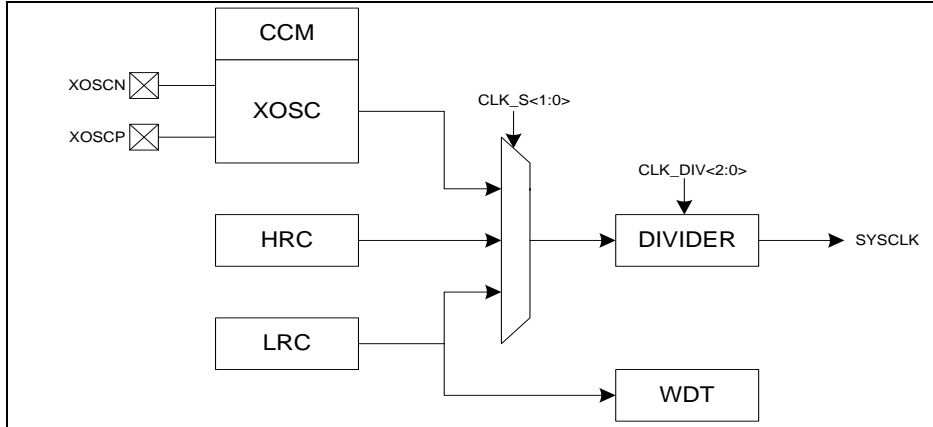 CCM
XOSCN
XOSC
XOSCP
CLK_S<1:0>
CLK_DIV<2:0>
HRC
DIVIDER
SYSCLK
LRC
WDT